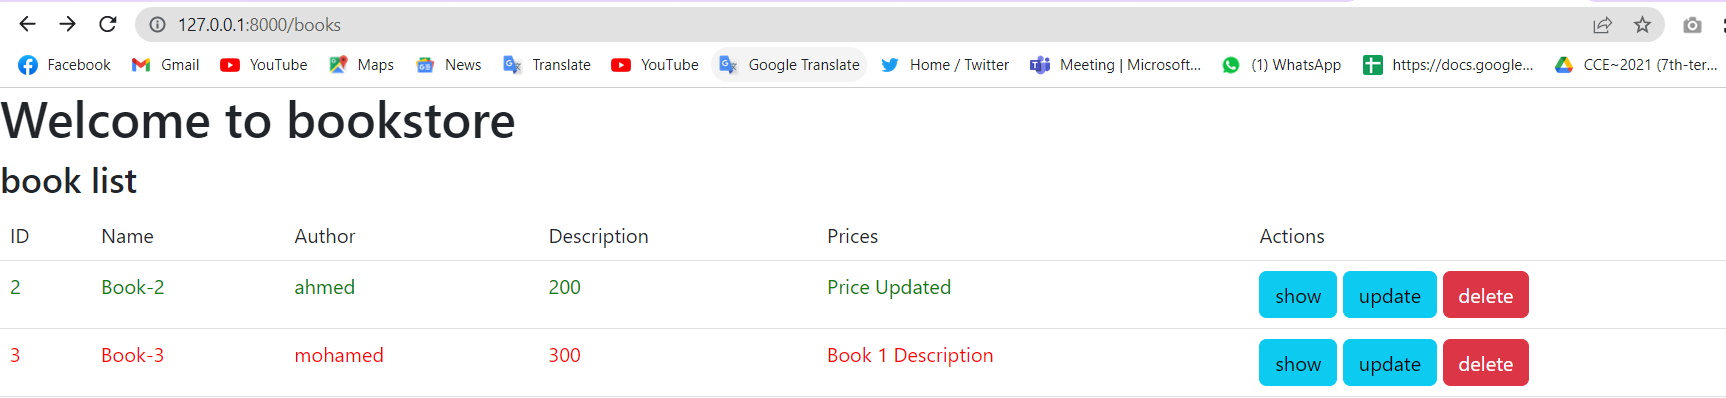 127.0.0.1:8000/books
Facebook Gmail YouTube Maps News Translate YouTube Google Translate Home / Twitter Meeting | Microsoft... (1) WhatsApp https://docs.google... CCE~2021 (7th-ter...
Welcome to bookstore
book list
ID Name Author Description Prices Actions
2 Book-2 ahmed 200 Price Updated show update delete
3 Book-3 mohamed 300 Book 1 Description show update delete